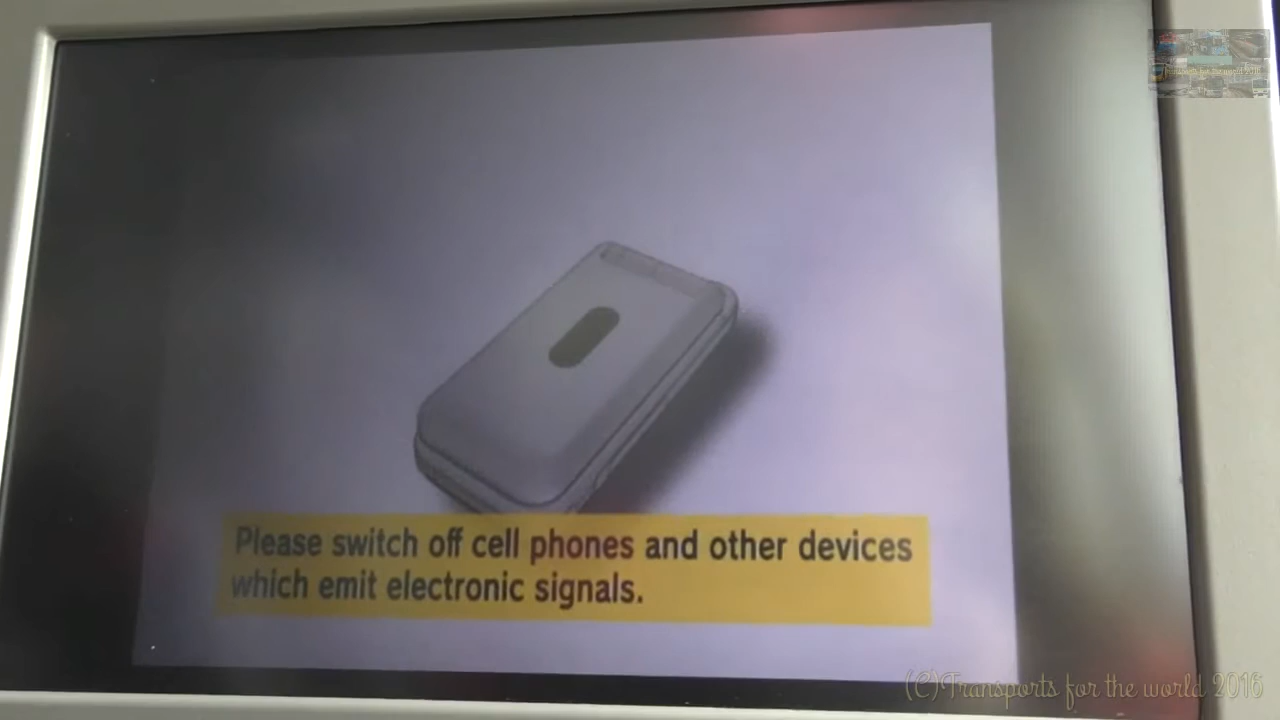 Please switch off cell phones and other devices
which emit electronic signals.
(C)Transports for the world 2016